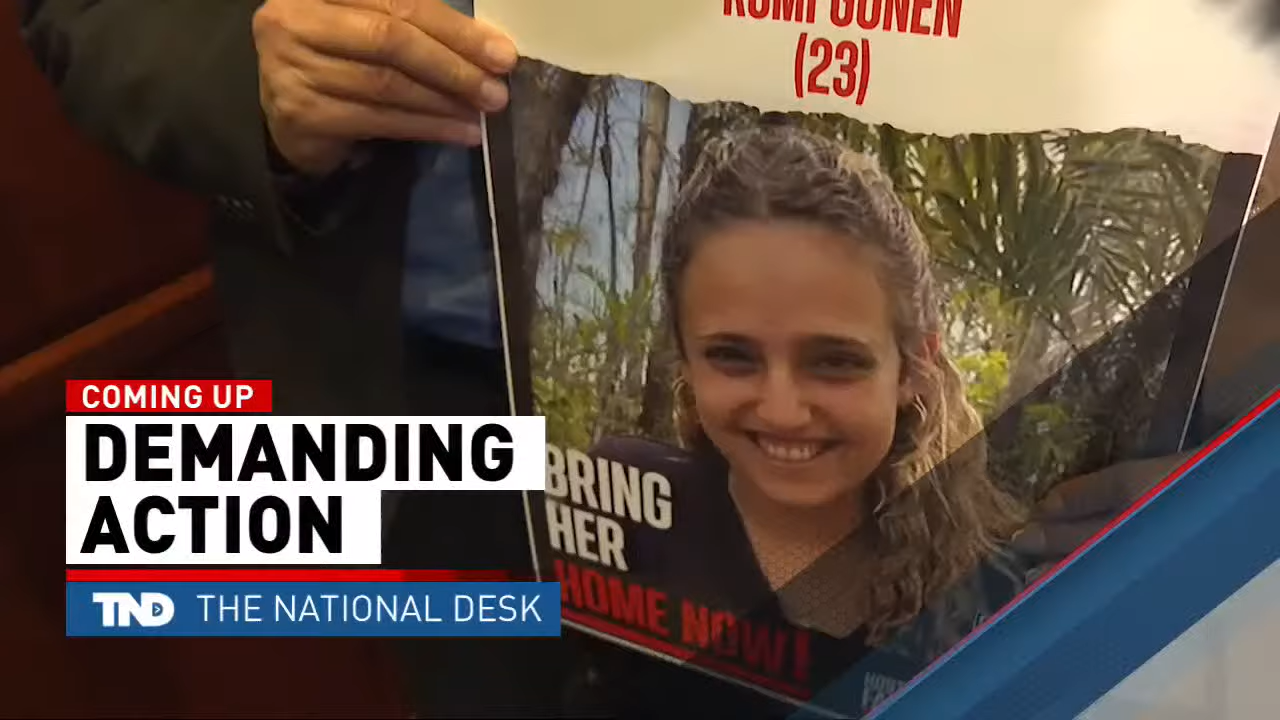 ROMI GONEN
(23)
BRING
HER
HOME NOW!
COMING UP
DEMANDING
ACTION
TND THE NATIONAL DESK